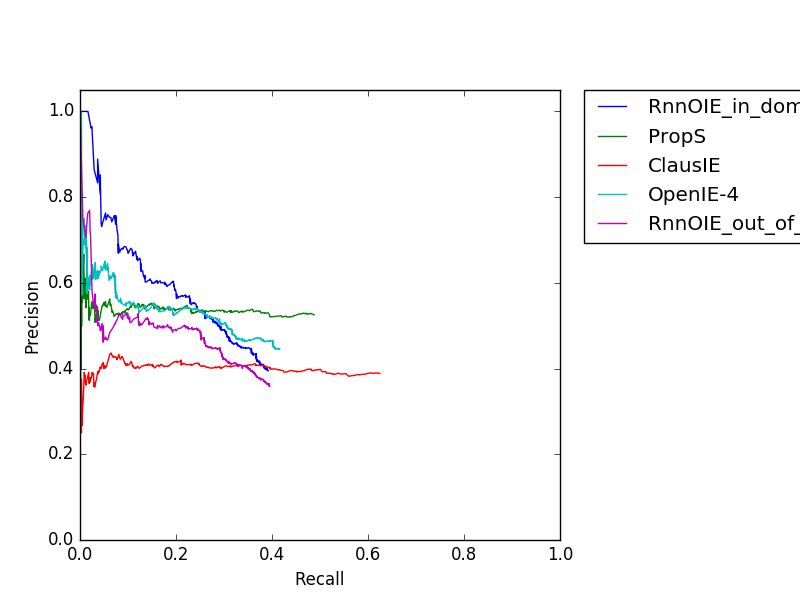 1.0
0.8
0.6
0.4
0.2
0.0
Precision
0.0 0.2 0.4 0.6 0.8 1.0
Recall
RnnOIE_in_dom
PropS
ClausIE
OpenIE-4
RnnOIE_out_of_